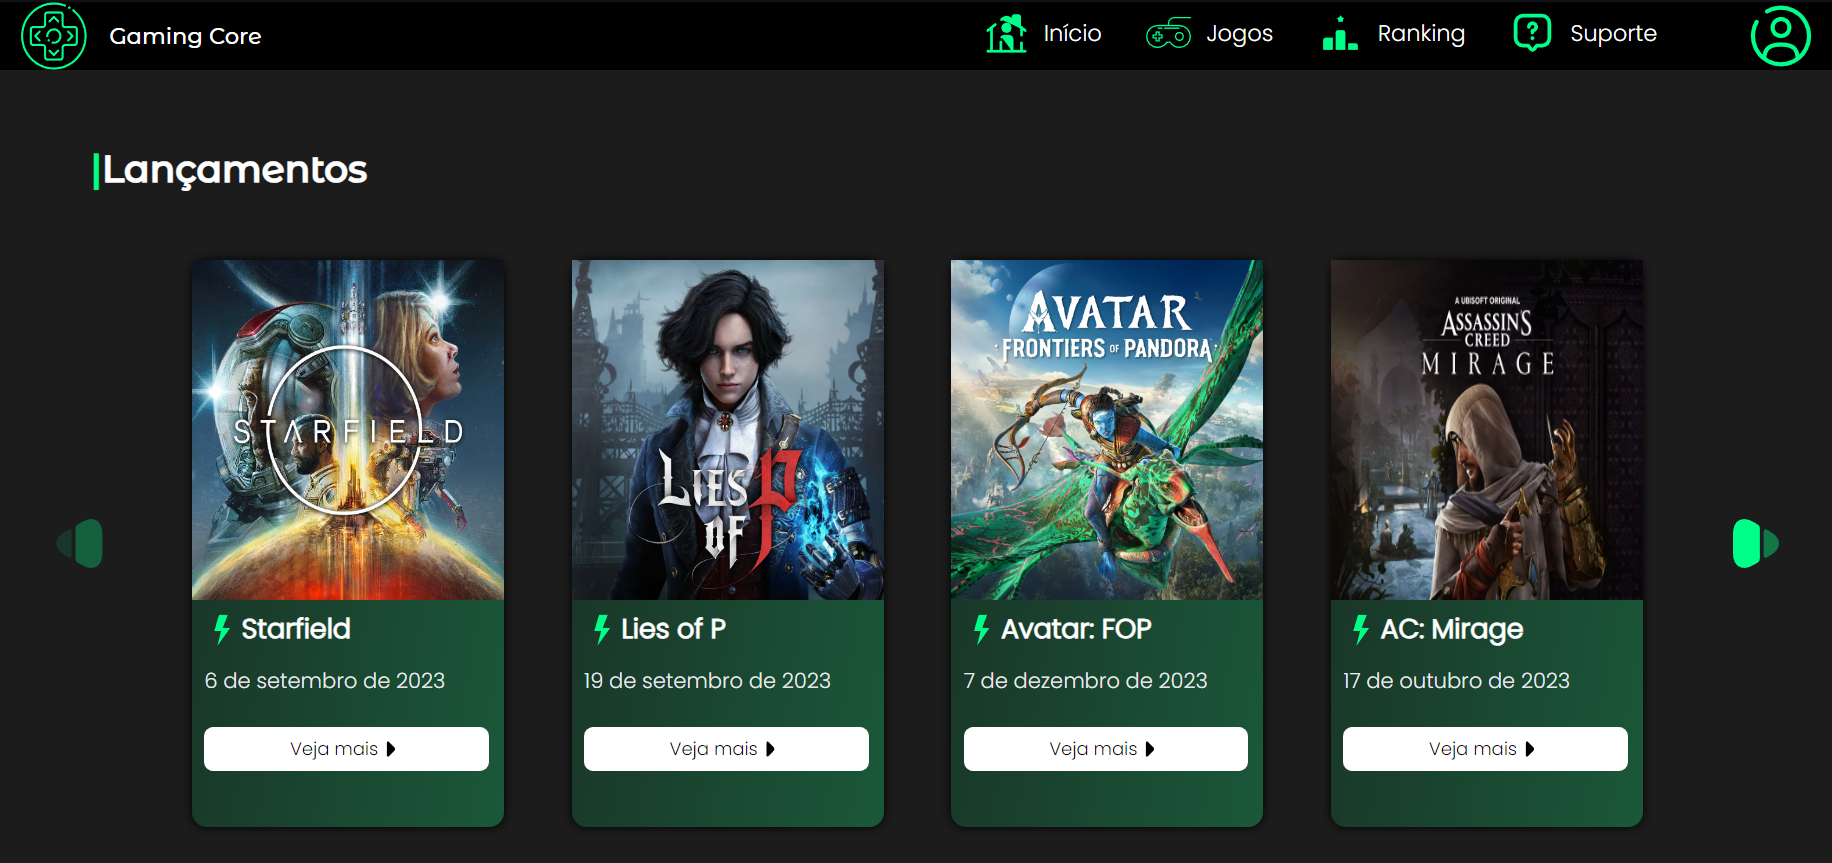 Gaming Core
Início
Jogos
Ranking
Suporte
Lançamentos
STARFIELD
LIES OF P
AVATAR
FRONTIERS OF PANDORA
A UBISOFT ORIGINAL
ASSASSIN'S
CREED
MIRAGE
Starfield
Lies of P
Avatar: FOP
AC: Mirage
6 de setembro de 2023
19 de setembro de 2023
7 de dezembro de 2023
17 de outubro de 2023
Veja mais
Veja mais
Veja mais
Veja mais